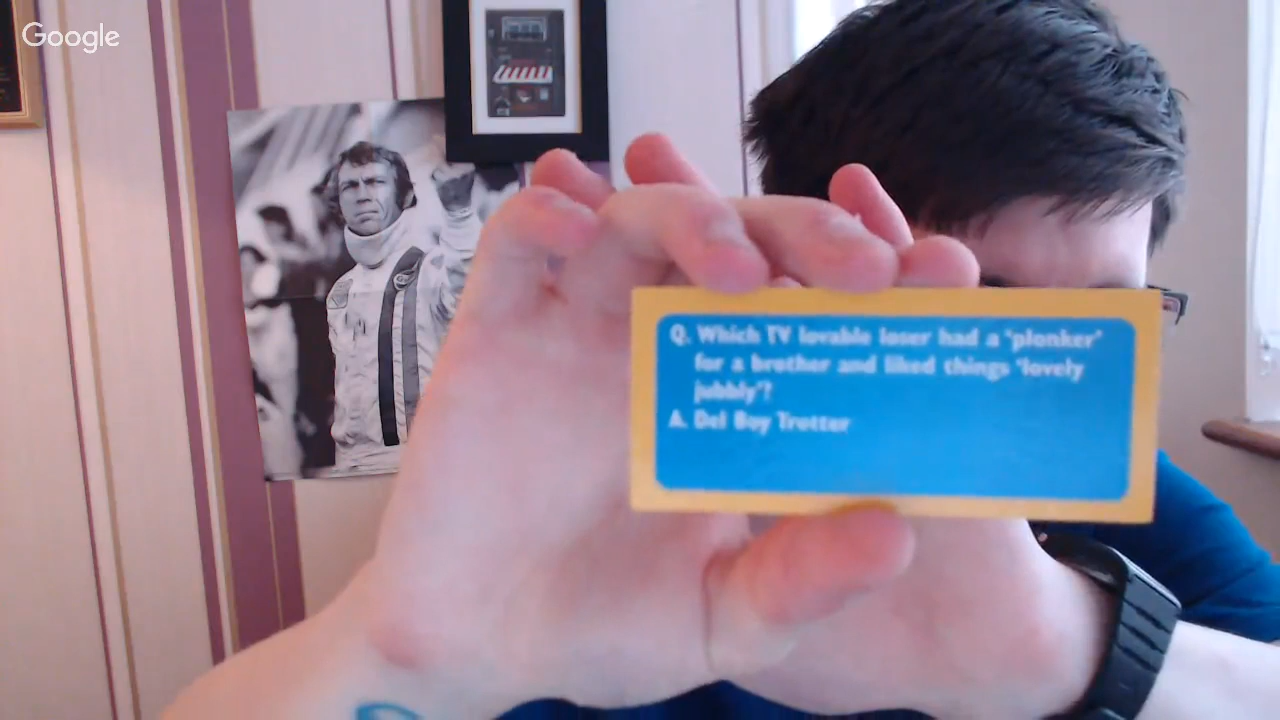 Google
Q. Which TV lovable loser had a 'plonker'
for a brother and liked things 'lovely
jubbly'?
A. Del Boy Trotter